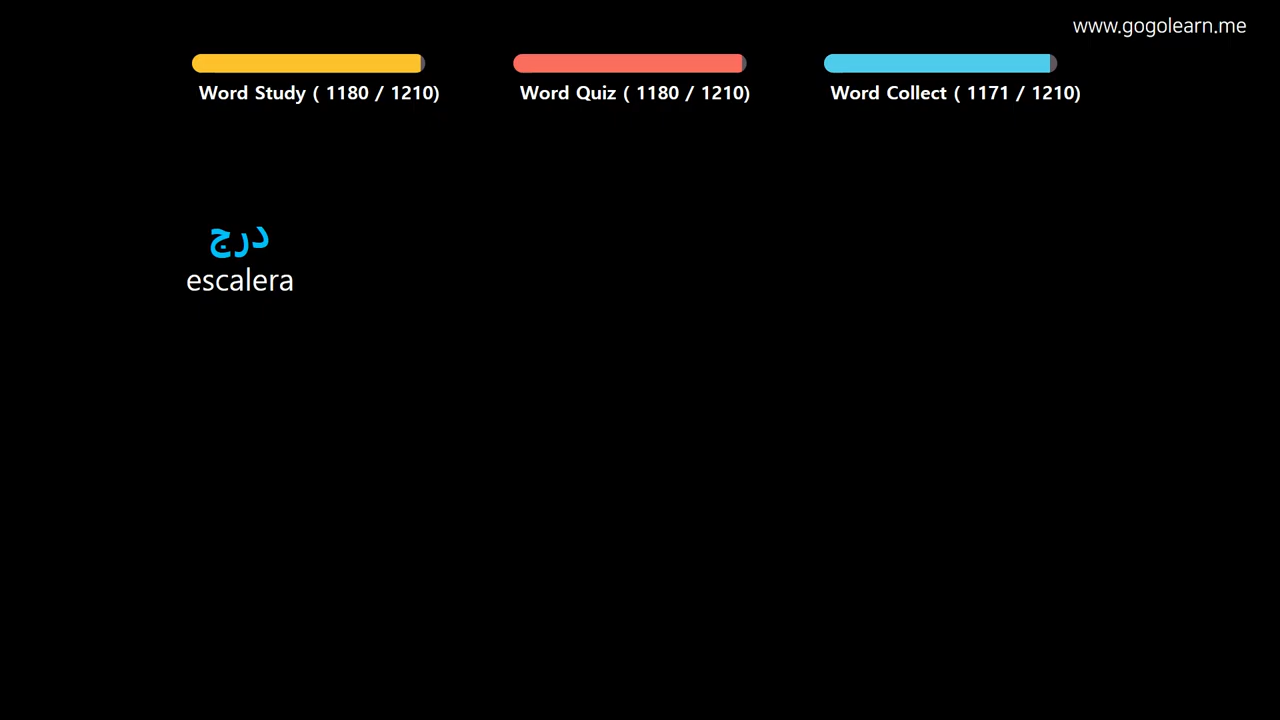 www.gogolearn.me
Word Study ( 1180 / 1210)
Word Quiz ( 1180 / 1210)
Word Collect ( 1171 / 1210)
درج
escalera